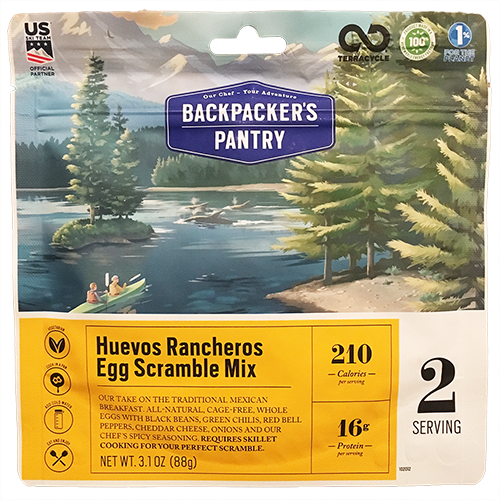 US
SKI TEAM
OFFICIAL
PARTNER
TERRACYCLE
100%
1%
FOR THE
PLANET
Our Chef – Your Adventure
BACKPACKER'S
PANTRY
VEGETARIAN
ADD COLD WATER
EAT AND ENJOY
Huevos Rancheros
Egg Scramble Mix
OUR TAKE ON THE TRADITIONAL MEXICAN
BREAKFAST. ALL-NATURAL, CAGE-FREE, WHOLE
EGGS WITH BLACK BEANS, GREEN CHILIS, RED BELL
PEPPERS, CHEDDAR CHEESE, ONIONS AND OUR
CHEF'S SPICY SEASONING. REQUIRES SKILLET
COOKING FOR YOUR PERFECT SCRAMBLE.
NET WT. 3.1 OZ (88g)
210
Calories
per serving
16g
Protein
per serving
2
SERVING